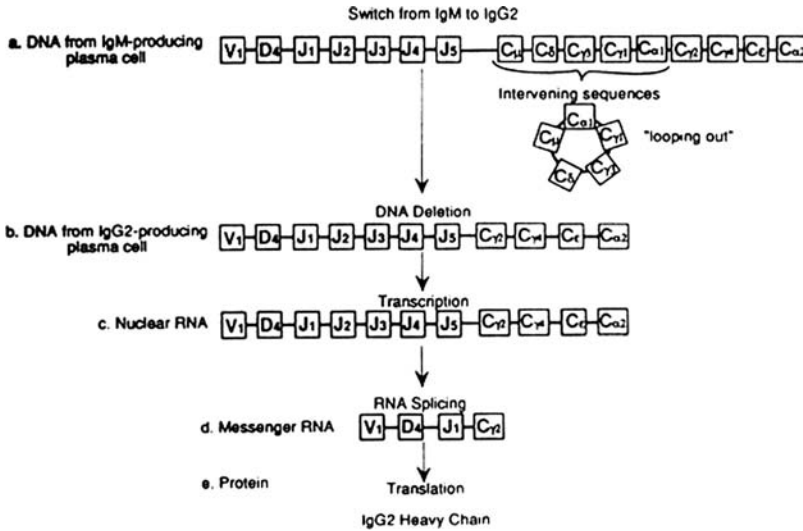 Switch from IgM to IgG2
a. DNA from IgM-producing
plasma cell
V1 D4 J1 J2 J3 J4 J5 Cμ Cδ Cγ3 Cγ1 Cα1 Cγ2 Cγ4 Cε Cα2
Intervening sequences
Cα1
Cμ
"looping out"
Cδ
DNA Deletion
b. DNA from IgG2-producing
plasma cell
V1 D4 J1 J2 J3 J4 J5 Cγ2 Cγ4 Cε Cα2
Transcription
c. Nuclear RNA
V1 D4 J1 J2 J3 J4 J5 Cγ2 Cγ4 Cε Cα2
RNA Splicing
d. Messenger RNA
V1 D4 J1 Cγ2
e. Protein
Translation
IgG2 Heavy Chain